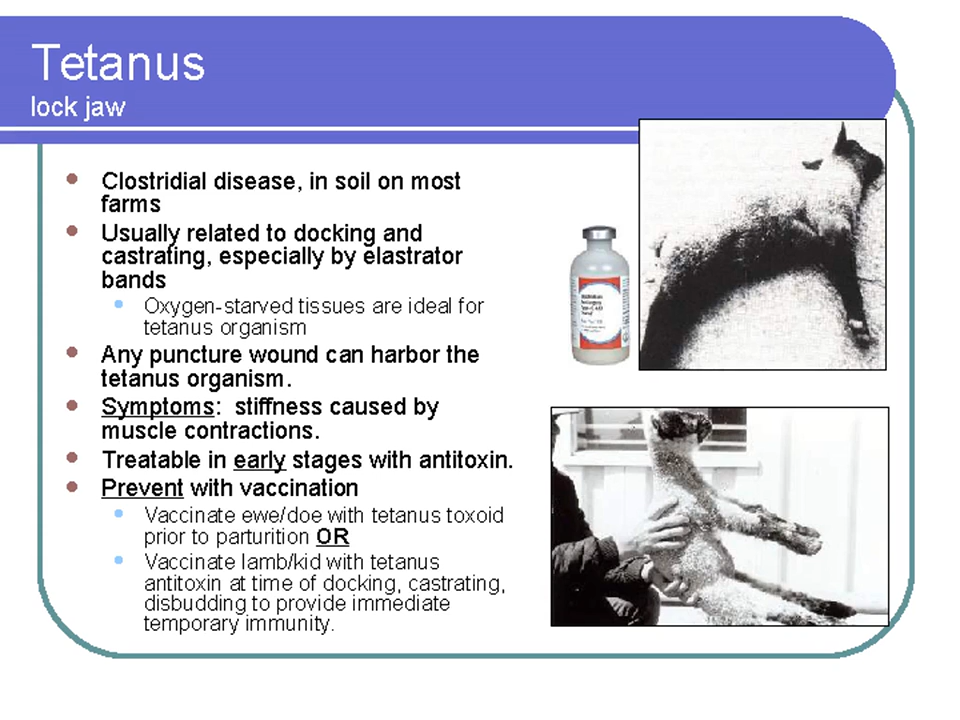 Tetanus
lock jaw
Clostridial disease, in soil on most
farms
Usually related to docking and
castrating, especially by elastrator
bands
Oxygen-starved tissues are ideal for
tetanus organism
Any puncture wound can harbor the
tetanus organism.
Symptoms: stiffness caused by
muscle contractions.
Treatable in early stages with antitoxin.
Prevent with vaccination
Vaccinate ewe/doe with tetanus toxoid
prior to parturition OR
Vaccinate lamb/kid with tetanus
antitoxin at time of docking, castrating,
disbudding to provide immediate
temporary immunity.